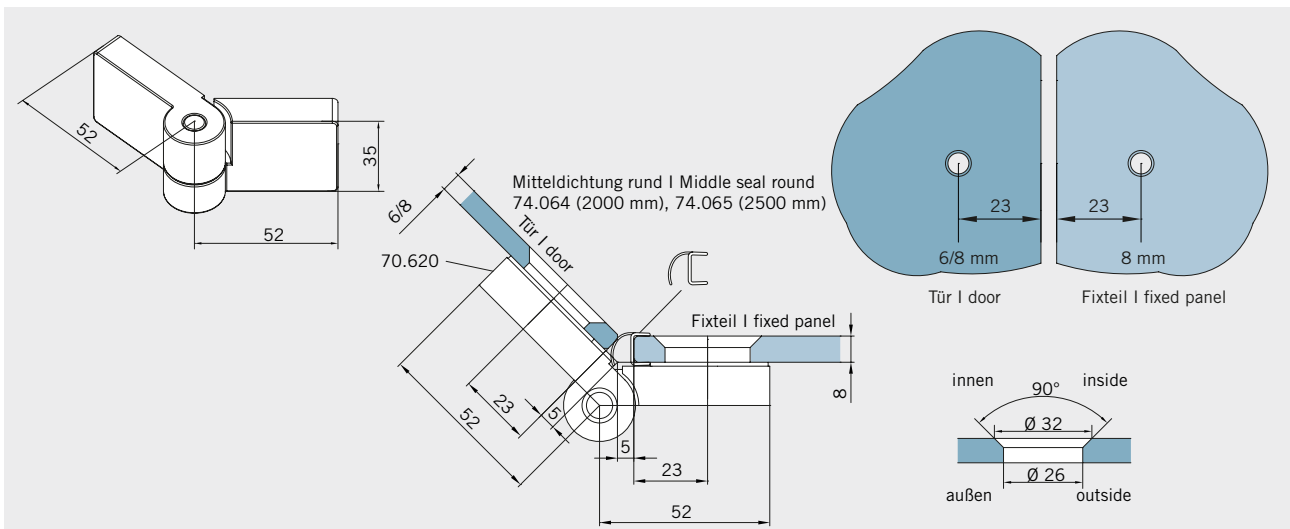 52
35
52
6/8
Tür I door
70.620
Mitteldichtung rund I Middle seal round
74.064 (2000 mm), 74.065 (2500 mm)
Fixteil I fixed panel
8
23
5
52
5
23
52
23
23
6/8 mm
8 mm
Tür I door
Fixteil I fixed panel
innen
inside
90°
Ø 32
Ø 26
außen
outside